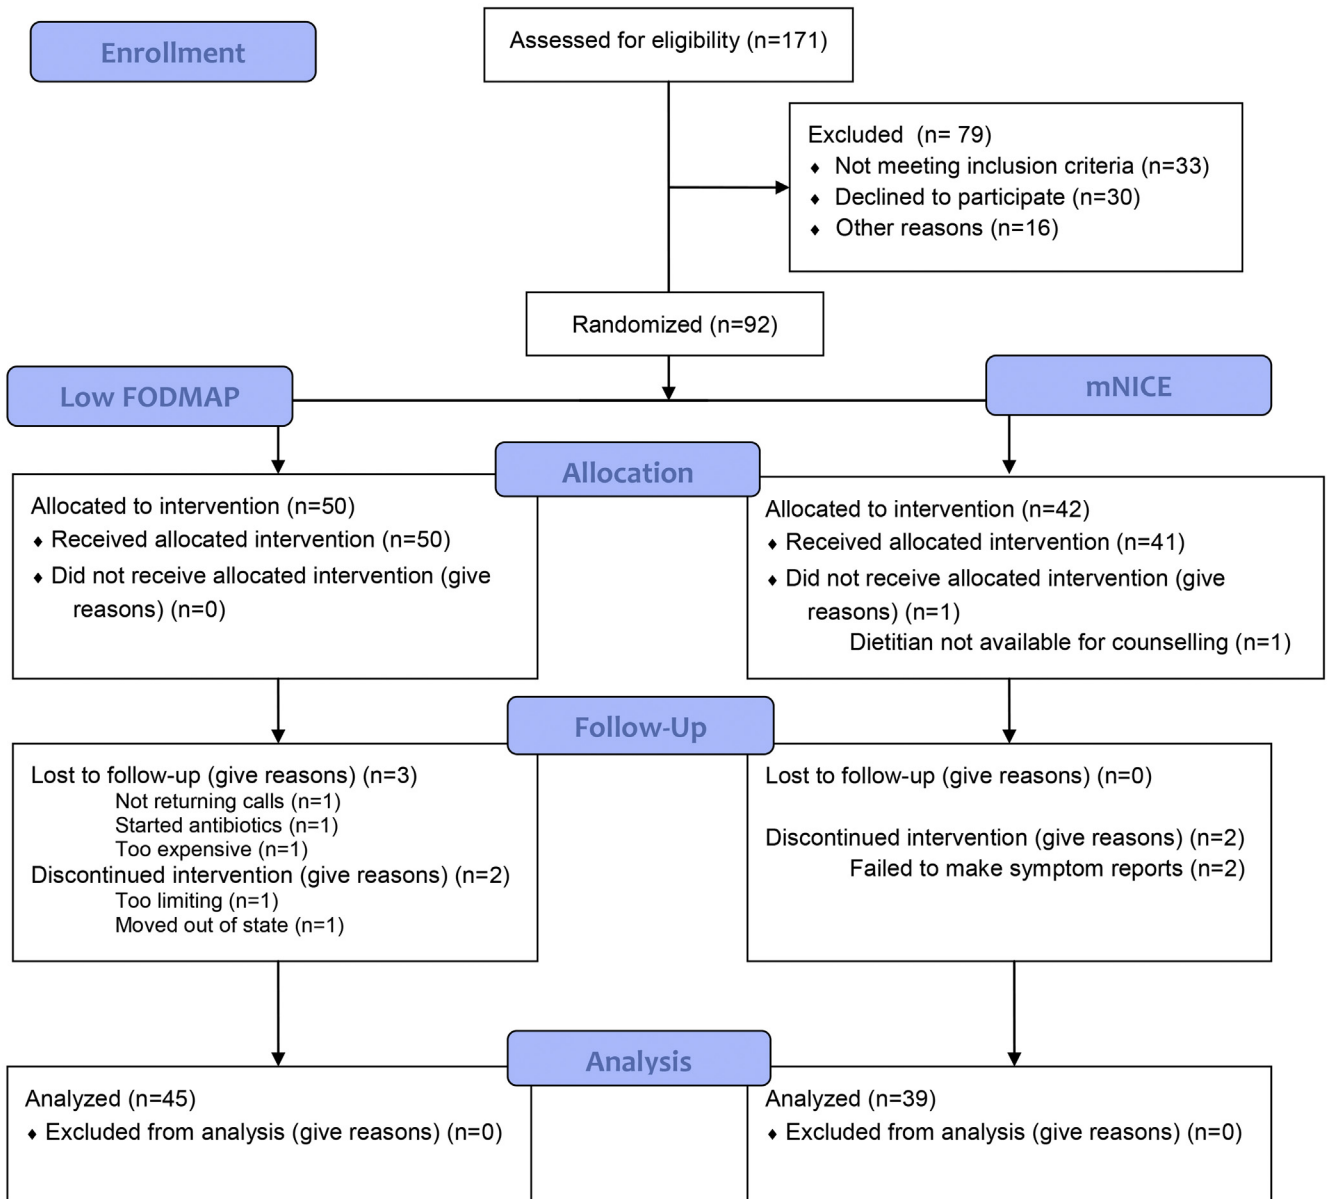 Enrollment
Assessed for eligibility (n=171)
Excluded  (n= 79)
♦ Not meeting inclusion criteria (n=33)
♦ Declined to participate (n=30)
♦ Other reasons (n=16)
Randomized (n=92)
Low FODMAP
mNICE
Allocation
Allocated to intervention (n=50)
♦ Received allocated intervention (n=50)
♦ Did not receive allocated intervention (give
reasons) (n=0)
Allocated to intervention (n=42)
♦ Received allocated intervention (n=41)
♦ Did not receive allocated intervention (give
reasons) (n=1)
Dietitian not available for counselling (n=1)
Follow-Up
Lost to follow-up (give reasons) (n=3)
Not returning calls (n=1)
Started antibiotics (n=1)
Too expensive (n=1)
Discontinued intervention (give reasons) (n=2)
Too limiting (n=1)
Moved out of state (n=1)
Lost to follow-up (give reasons) (n=0)
Discontinued intervention (give reasons) (n=2)
Failed to make symptom reports (n=2)
Analysis
Analyzed (n=45)
♦ Excluded from analysis (give reasons) (n=0)
Analyzed (n=39)
♦ Excluded from analysis (give reasons) (n=0)